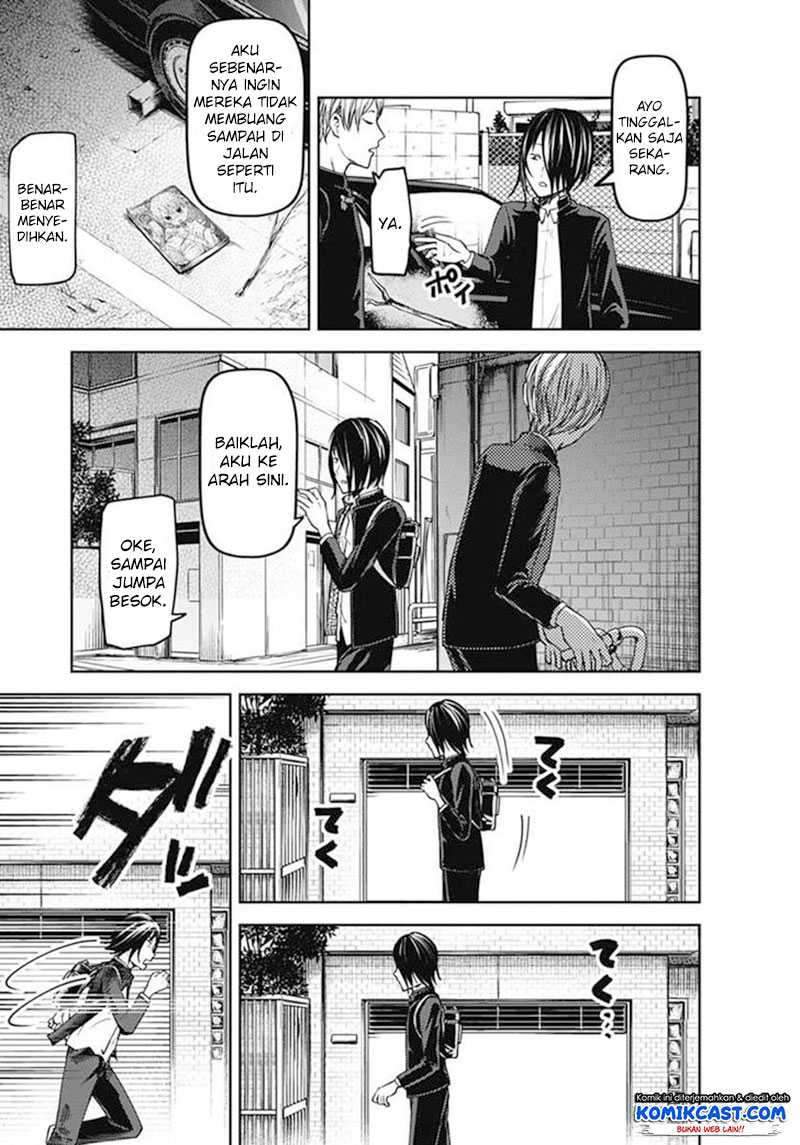 AYO
TINGGAL-
KAN SAJA
SEKA-
RANG.
YA.
ポイ
AKU
SEBENAR-
NYA INGIN
MEREKA TIDAK
MEMBUANG
SAMPAH DI
JALAN
SEPERTI
ITU.
BENAR-
BENAR
MENYE-
DIHKAN.
BAIKLAH,
AKU KE
ARAH SINI.
OKE,
SAMPAI
JUMPA
BESOK.
てく
てく
てく…
ダッ
Komik ini diterjemahkan & diedit oleh
KOMIKCAST.COM
BUKAN WEB LAIN!!